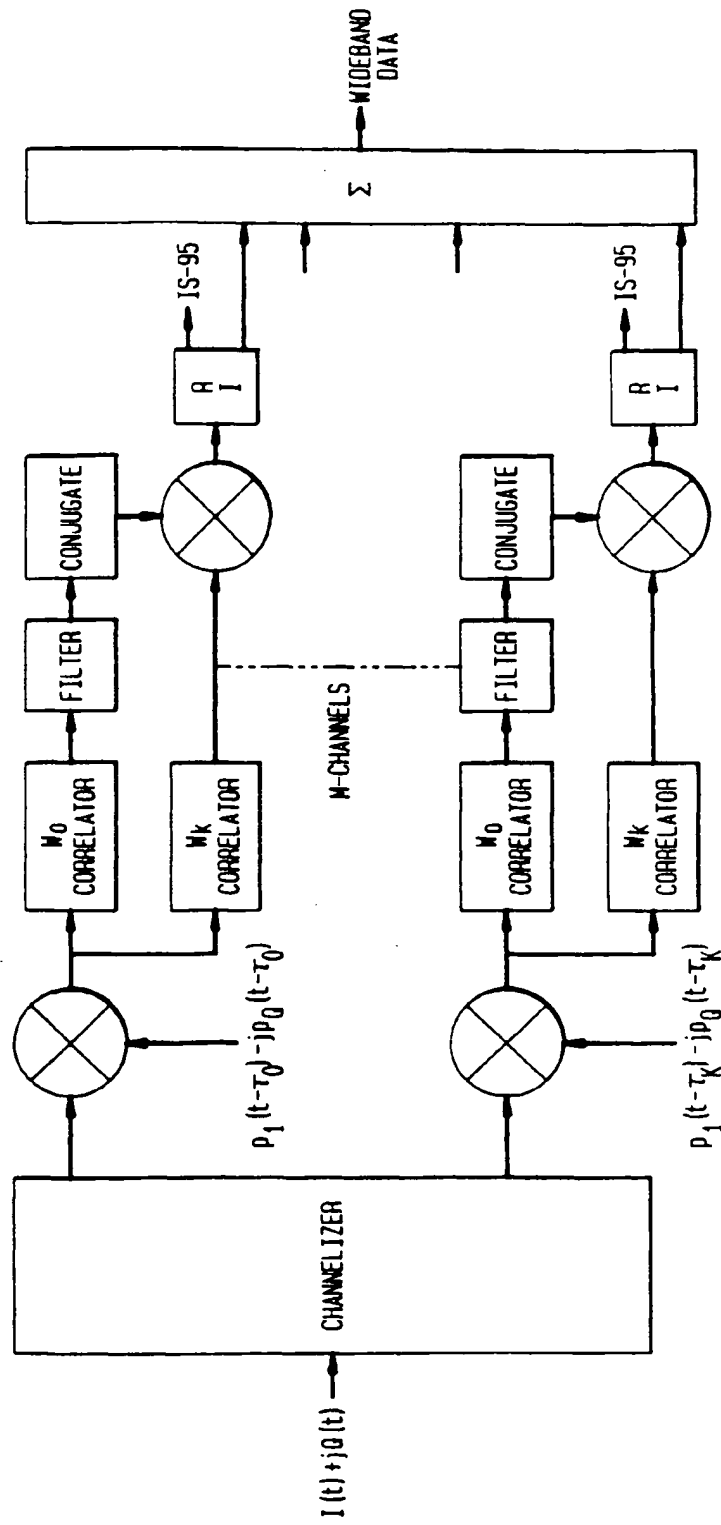 I(t)+jQ(t)
CHANNELIZER
P1(t-τ0)-jPQ(t-τ0)
W0
CORRELATOR
FILTER
CONJUGATE
Wk
CORRELATOR
R
I
IS-95
M-CHANNELS
P1(t-τK)-jPQ(t-τK)
W0
CORRELATOR
FILTER
CONJUGATE
Wk
CORRELATOR
R
I
IS-95
Σ
WIDEBAND
DATA